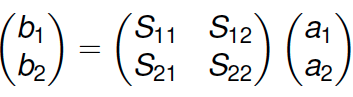 (b₁) = (S₁₁ S₁₂) (a₁)
(b₂)   (S₂₁ S₂₂) (a₂)